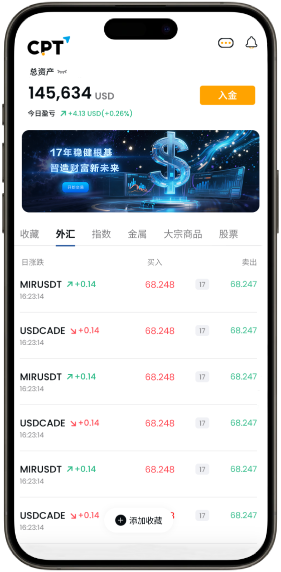 CPT
总资产
145,634 USD
入金
今日盈亏 +4.13 USD(+0.26%)
17年稳健根基
智造财富新未来
收藏 外汇 指数 金属 大宗商品 股票
日涨跌 买入 卖出
MIRUSDT +0.14 68.248 17 68.247
16:23:14
USDCADE +0.14 68.248 17 68.247
16:23:14
MIRUSDT +0.14 68.248 17 68.247
16:23:14
USDCADE +0.14 68.248 17 68.247
16:23:14
MIRUSDT +0.14 68.248 17 68.247
16:23:14
USDCADE +0.14 17 68.247
16:23:14
添加收藏